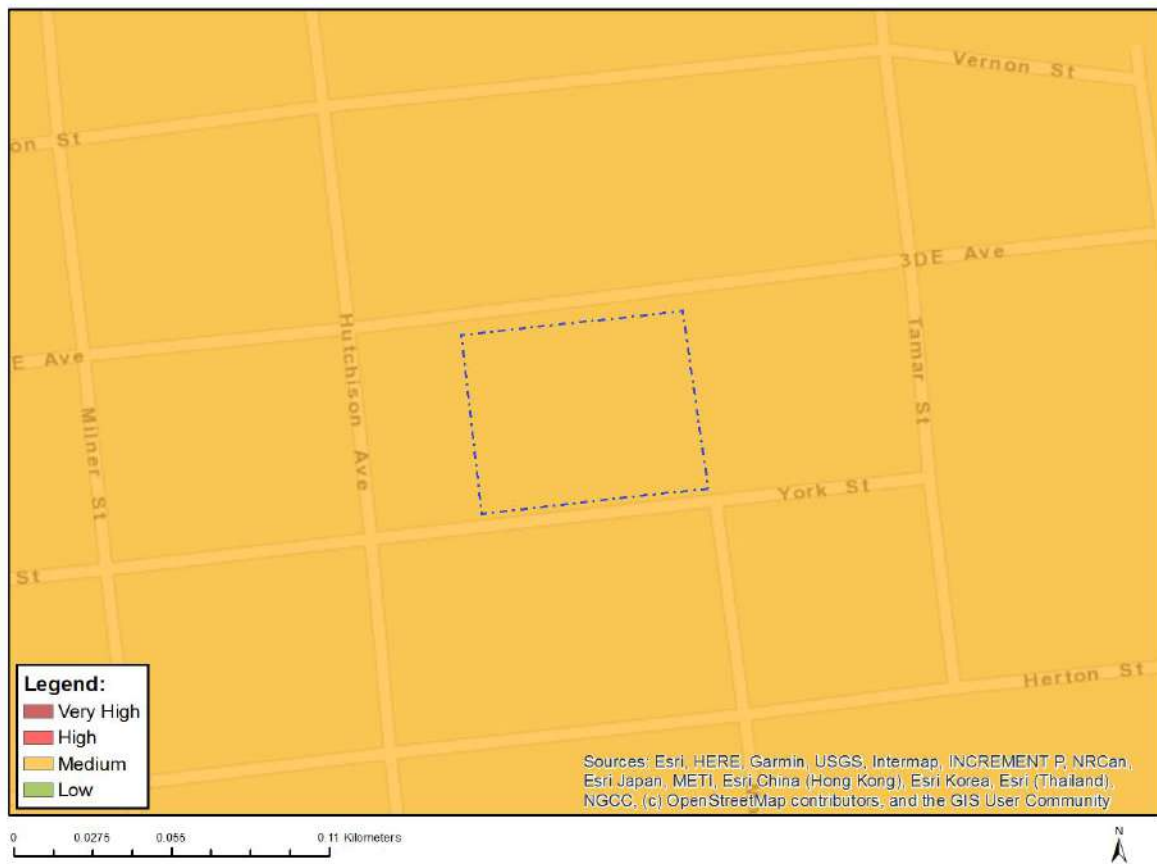 Vernon St
on St
3DE Ave
E Ave
Hutchison Ave
Tamar St
Milner St
York St
St
Herton St
Legend:
Very High
High
Medium
Low
Sources: Esri, HERE, Garmin, USGS, Intermap, INCREMENT P, NRCan,
Esri Japan, METI, Esri China (Hong Kong), Esri Korea, Esri (Thailand),
NGCC, (c) OpenStreetMap contributors, and the GIS User Community
0 0.0275 0.055 0.11 Kilometers
N